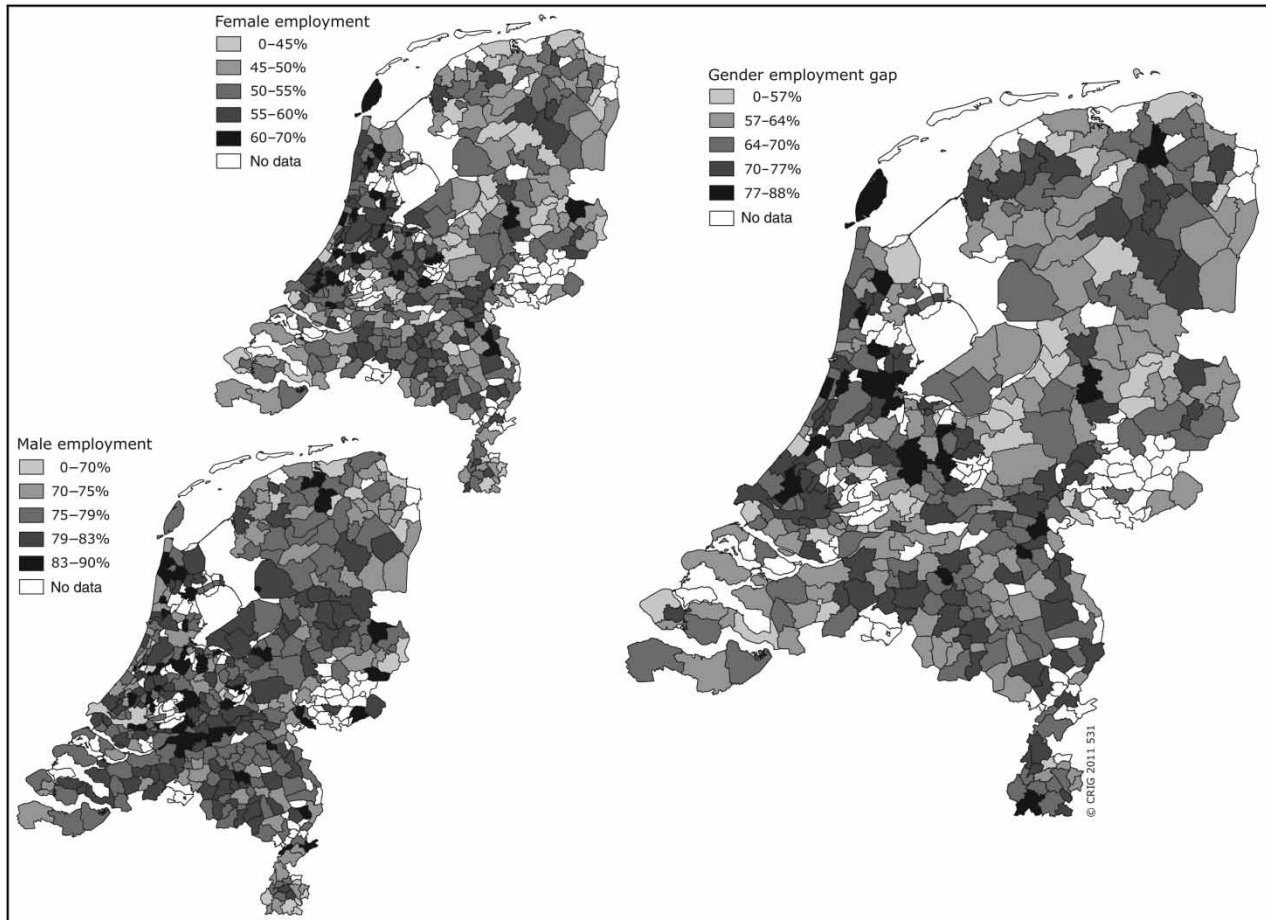 Female employment
0–45%
45–50%
50–55%
55–60%
60–70%
No data
Gender employment gap
0–57%
57–64%
64–70%
70–77%
77–88%
No data
Male employment
0–70%
70–75%
75–79%
79–83%
83–90%
No data
© CRIG 2011 531